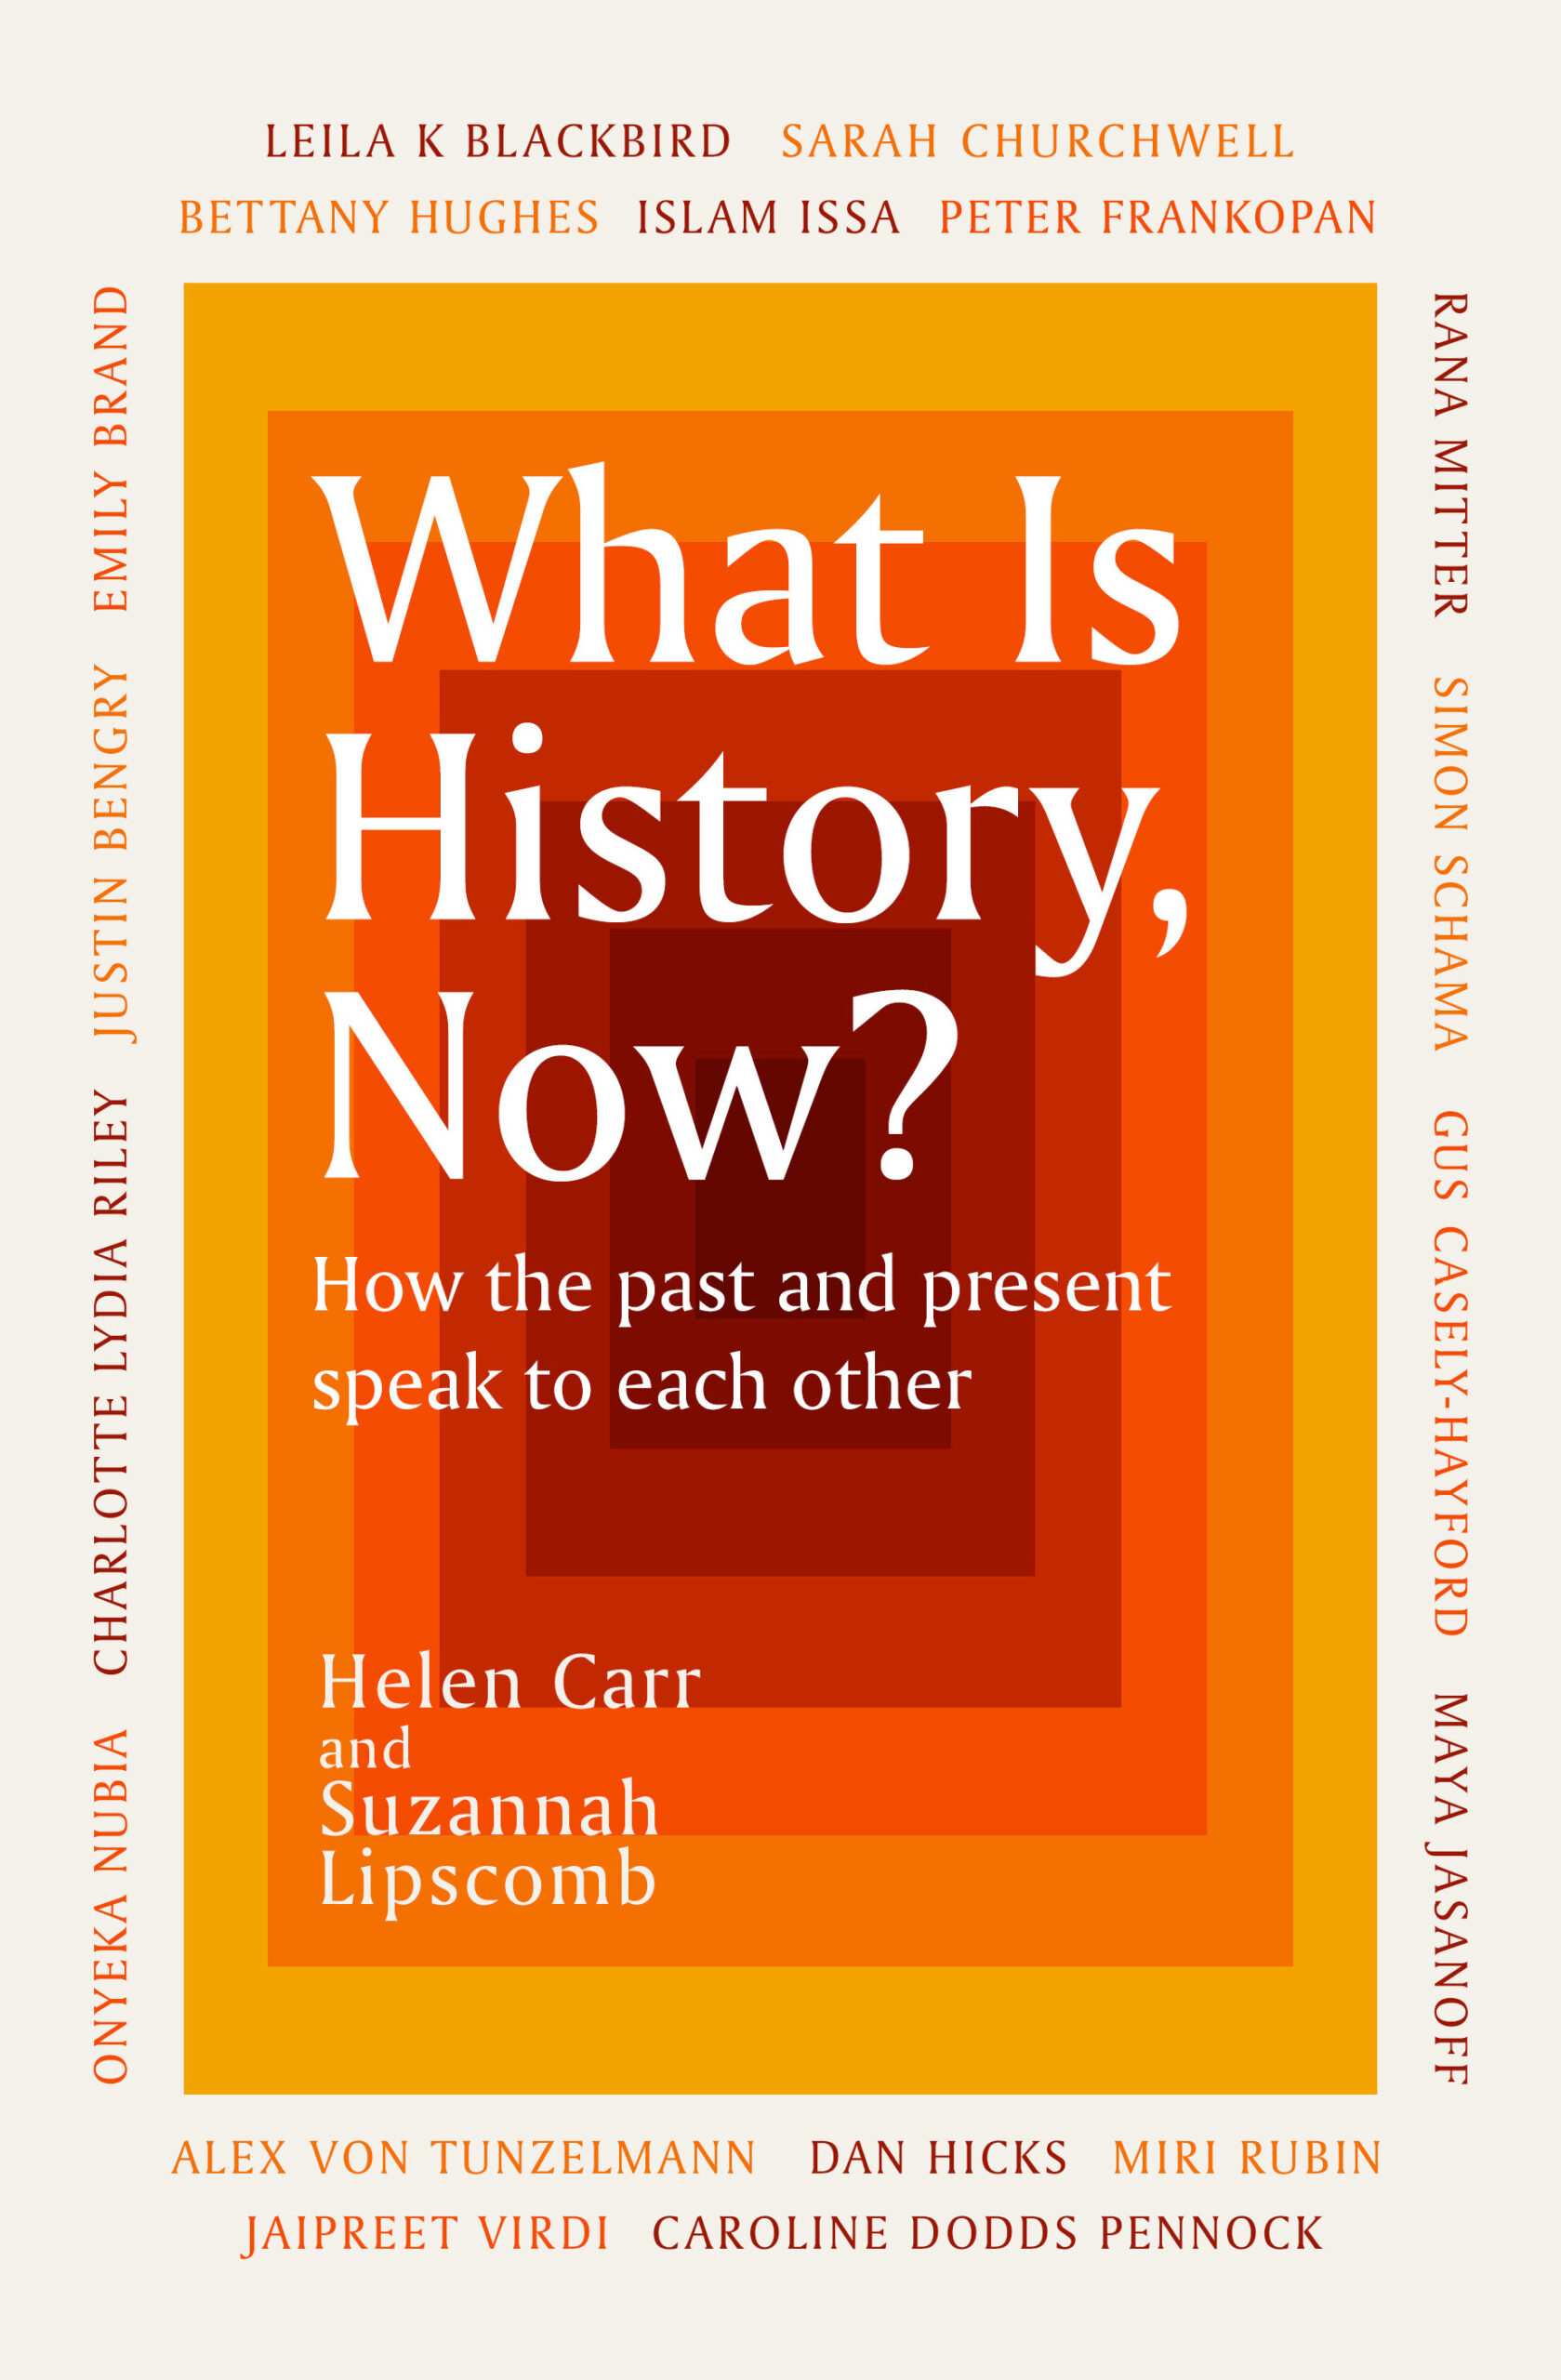 LEILA K BLACKBIRD SARAH CHURCHWELL
BETTANY HUGHES ISLAM ISSA PETER FRANKOPAN
RANA MITTER SIMON SCHAMA GUS CASELY-HAYFORD MAYA JASANOFF
ONYEKA NUBIA CHARLOTTE LYDIA RILEY JUSTIN BENGRY EMILY BRAND
What Is
History,
Now?
How the past and present
speak to each other
Helen Carr
and
Suzannah
Lipscomb
ALEX VON TUNZELMANN DAN HICKS MIRI RUBIN
JAIPREET VIRDI CAROLINE DODDS PENNOCK